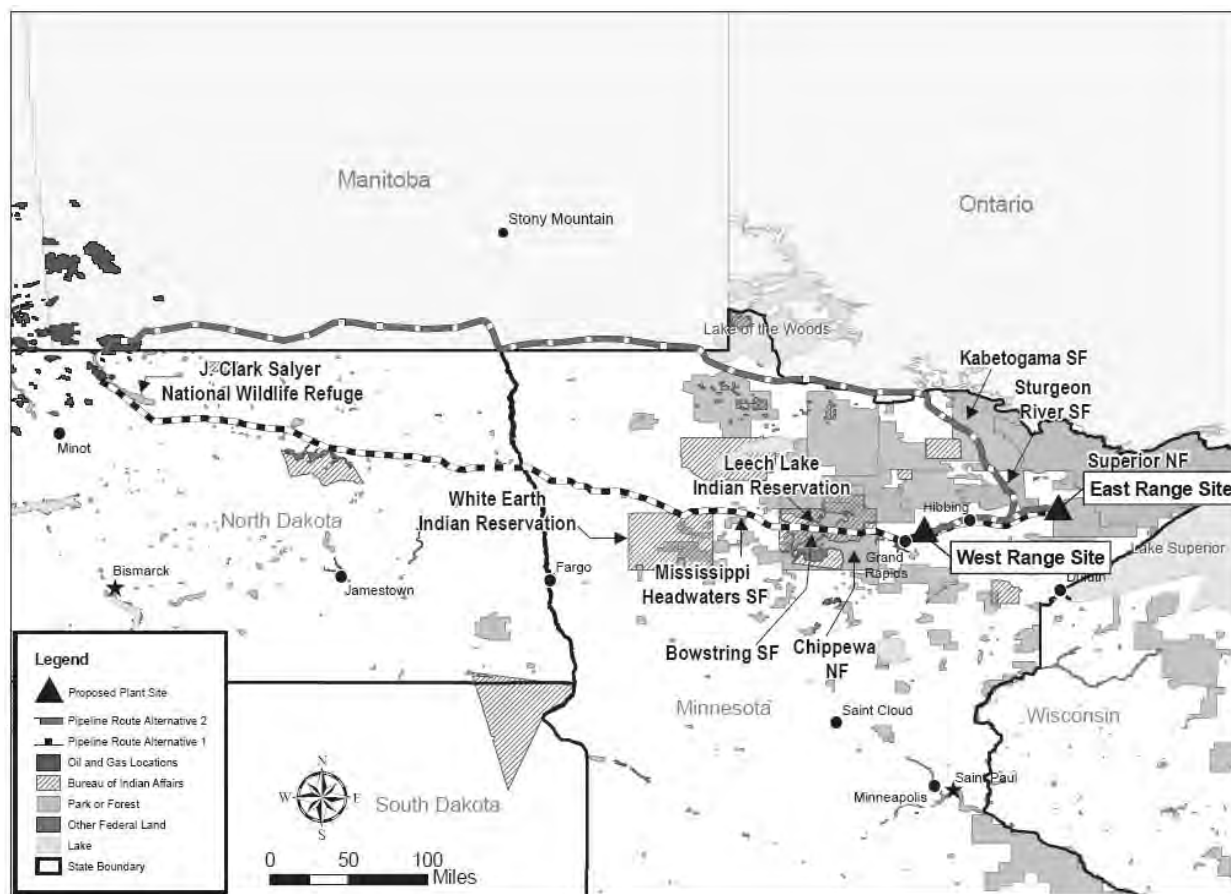 Manitoba
Stony Mountain
Ontario
Lake of the Woods
Kabetogama SF
Sturgeon
River SF
J. Clark Salyer
National Wildlife Refuge
Minot
Leech Lake
Indian Reservation
Superior NF
East Range Site
Hibbing
White Earth
Indian Reservation
North Dakota
West Range Site
Lake Superior
Grand
Rapids
Bismarck
Jamestown
Fargo
Mississippi
Headwaters SF
Duluth
Bowstring SF
Chippewa
NF
Minnesota
Saint Cloud
Wisconsin
Saint Paul
Minneapolis
South Dakota
N
W
E
S
0
50
100
Miles
Legend
Proposed Plant Site
Pipeline Route Alternative 2
Pipeline Route Alternative 1
Oil and Gas Locations
Bureau of Indian Affairs
Park or Forest
Other Federal Land
Lake
State Boundary